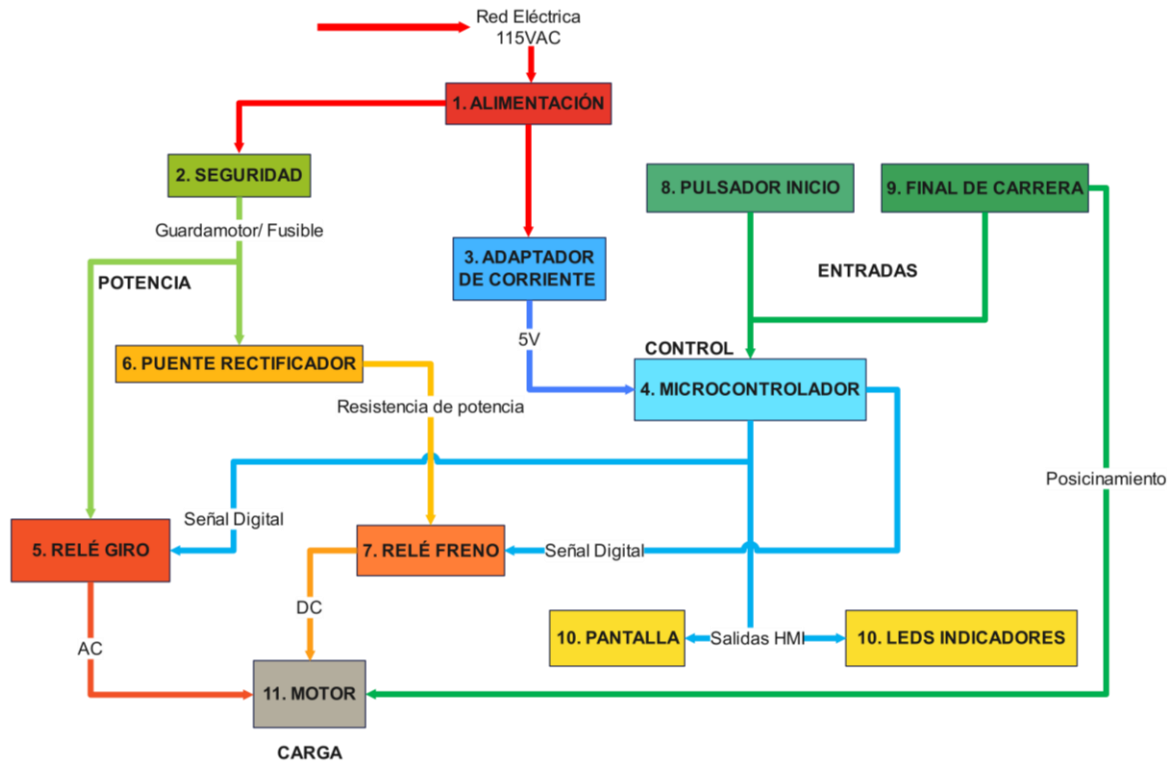 Red Eléctrica
115VAC
1. ALIMENTACIÓN
2. SEGURIDAD
8. PULSADOR INICIO
9. FINAL DE CARRERA
Guardamotor/ Fusible
3. ADAPTADOR
DE CORRIENTE
ENTRADAS
POTENCIA
5V
CONTROL
6. PUENTE RECTIFICADOR
4. MICROCONTROLADOR
Resistencia de potencia
Posicinamiento
Señal Digital
5. RELÉ GIRO
7. RELÉ FRENO
Señal Digital
DC
10. PANTALLA
Salidas HMI
10. LEDS INDICADORES
AC
11. MOTOR
CARGA